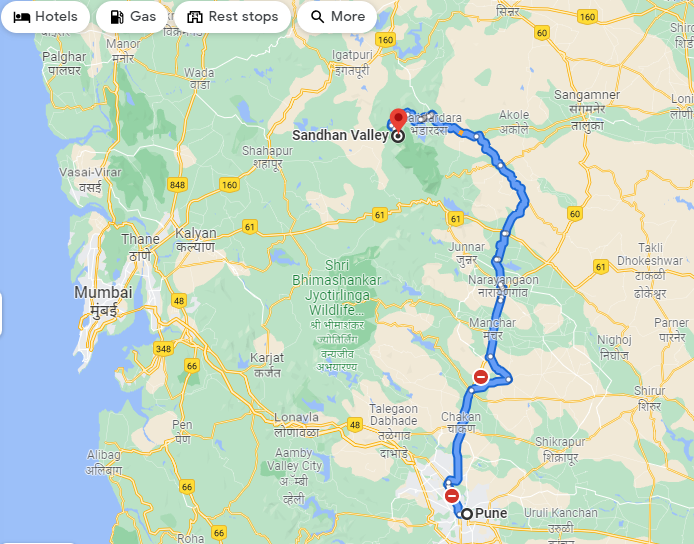 Hotels
Gas
Rest stops
More
सिन्नर
160
60
160
Manor
मनोर
Palghar
पालघर
Igatpuri
इगतपुरी
160
Wada
वाडा
Sangamner
संगमनेर
तालुका
Akole
अकोले
भंडारदरा
Sandhan Valley
Shahapur
शहापूर
Vasai-Virar
वसई
848
160
61
61
61
60
61
Thane
ठाणे
Kalyan
कल्याण
Junnar
जुन्नर
Takli
Dhokeshwar
टाकळी
ढोकेश्वर
Shri
Bhimashankar
Jyotirlinga
Wildlife...
श्री भीमाशंकर
ज्योतिर्लिंग
वन्यजीव
अभयारण्य
Narayangaon
नारायणगाव
Mumbai
मुंबई
48
Manchar
मंचर
Parner
पारनेर
Nighoj
निघोज
348
66
Karjat
कर्जत
Shirur
शिरुर
Talegaon
Dabhade
तळेगाव
दाभाडे
Chakan
चाकण
Lonavla
लोणावळा
48
Pen
पेण
Shikrapur
शिक्रापूर
Alibag
अलिबाग
Aamby
Valley City
अ‍ॅम्बी
व्हॅली
66
Pune
Uruli Kanchan
उरुळी
कांचन
66
Roha